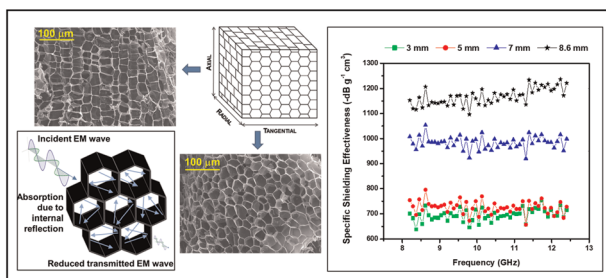 100 μm
AXIAL
RADIAL
TANGENTIAL
100 μm
Incident EM wave
Absorption
due to
internal
reflection
Reduced transmitted EM wave
3 mm 5 mm 7 mm 8.6 mm
Specific Shielding Effectiveness (-dB g-1 cm3)
1300
1200
1100
1000
900
800
700
600
8 9 10 11 12
Frequency (GHz)